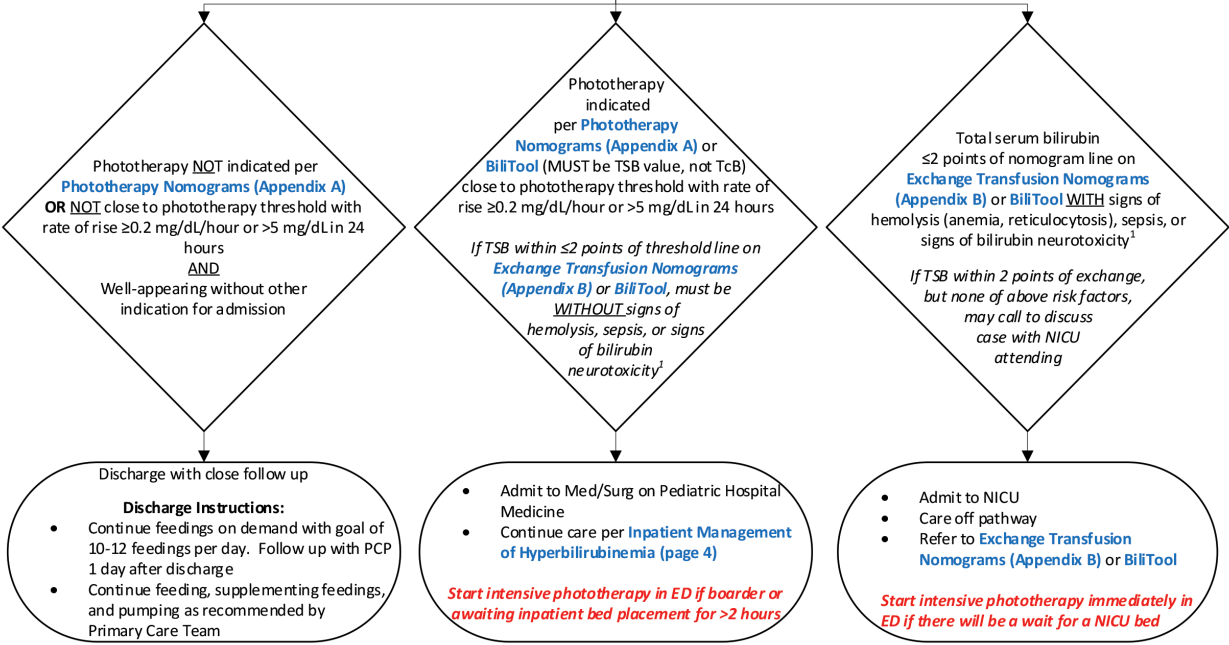 Phototherapy NOT indicated per
Phototherapy Nomograms (Appendix A)
OR NOT close to phototherapy threshold with
rate of rise ≥0.2 mg/dL/hour or >5 mg/dL in 24
hours
AND
Well-appearing without other
indication for admission
Phototherapy
indicated
per Phototherapy
Nomograms (Appendix A) or
BiliTool (MUST be TSB value, not TcB)
close to phototherapy threshold with rate of
rise ≥0.2 mg/dL/hour or >5 mg/dL in 24 hours
If TSB within ≤2 points of threshold line on
Exchange Transfusion Nomograms
(Appendix B) or BiliTool, must be
WITHOUT signs of
hemolysis, sepsis, or signs
of bilirubin
neurotoxicity¹
Total serum bilirubin
≤2 points of nomogram line on
Exchange Transfusion Nomograms
(Appendix B) or BiliTool WITH signs of
hemolysis (anemia, reticulocytosis), sepsis, or
signs of bilirubin neurotoxicity¹
If TSB within 2 points of exchange,
but none of above risk factors,
may call to discuss
case with NICU
attending
Discharge with close follow up
Discharge Instructions:
• Continue feedings on demand with goal of
10-12 feedings per day. Follow up with PCP
1 day after discharge
• Continue feeding, supplementing feedings,
and pumping as recommended by
Primary Care Team
• Admit to Med/Surg on Pediatric Hospital
Medicine
• Continue care per Inpatient Management
of Hyperbilirubinemia (page 4)
Start intensive phototherapy in ED if boarder or
awaiting inpatient bed placement for >2 hours
• Admit to NICU
• Care off pathway
• Refer to Exchange Transfusion
Nomograms (Appendix B) or BiliTool
Start intensive phototherapy immediately in
ED if there will be a wait for a NICU bed